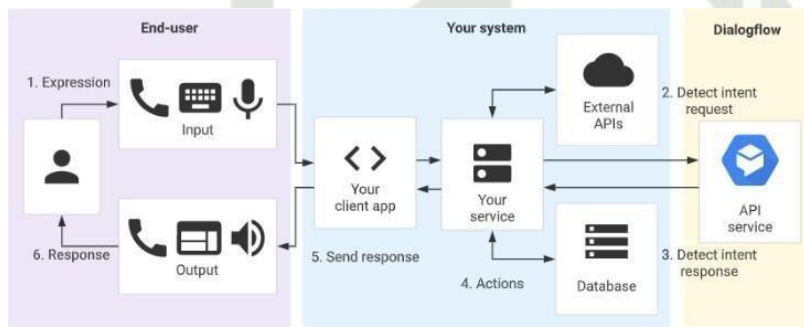 End-user
Your system
Dialogflow
1. Expression
Input
External
APIs
2. Detect intent
request
Your
client app
Your
service
API
service
6. Response
Output
5. Send response
4. Actions
Database
3. Detect intent
response